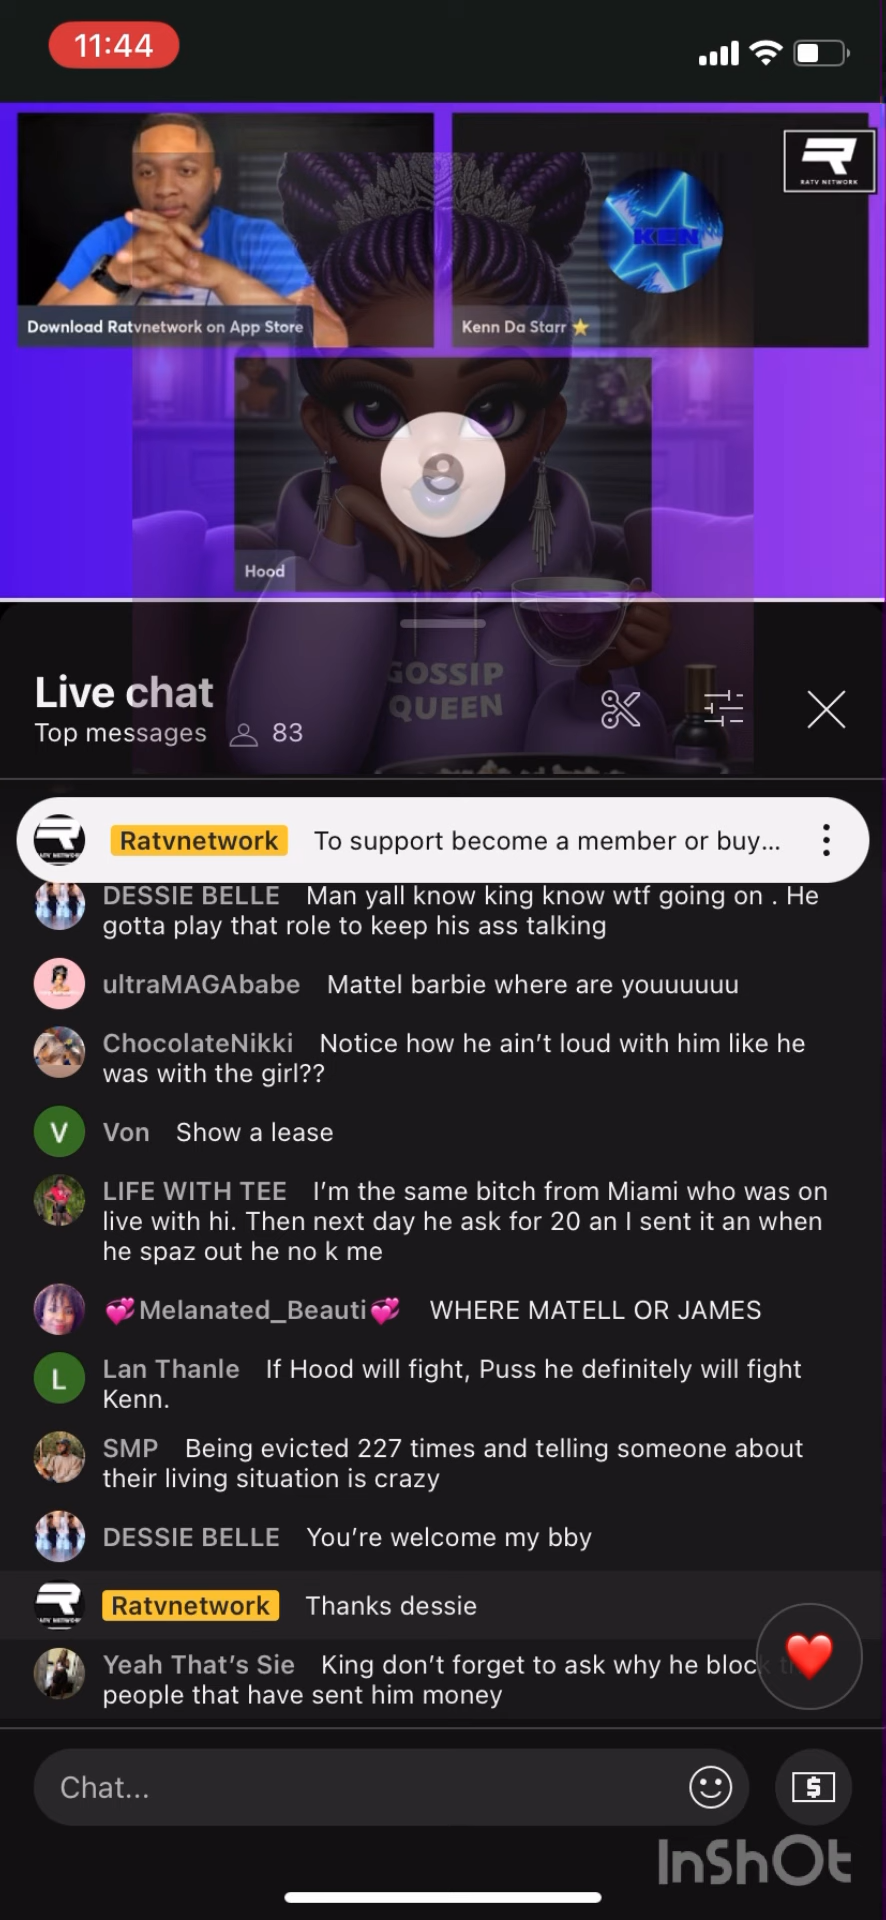 11:44
RATV NETWORK
KEN
Download Ratvnetwork on App Store
Kenn Da Starr ⭐
Hood
GOSSIP
QUEEN
Live chat
Top messages 83
Ratvnetwork To support become a member or buy...
DESSIE BELLE Man yall know king know wtf going on . He
gotta play that role to keep his ass talking
ultraMAGAbabe Mattel barbie where are youuuuuu
ChocolateNikki Notice how he ain't loud with him like he
was with the girl??
V Von Show a lease
LIFE WITH TEE I'm the same bitch from Miami who was on
live with hi. Then next day he ask for 20 an I sent it an when
he spaz out he no k me
💞Melanated_Beauti💞 WHERE MATELL OR JAMES
L Lan Thanle If Hood will fight, Puss he definitely will fight
Kenn.
SMP Being evicted 227 times and telling someone about
their living situation is crazy
DESSIE BELLE You're welcome my bby
Ratvnetwork Thanks dessie
Yeah That's Sie King don't forget to ask why he block
people that have sent him money
Chat...
InShOt